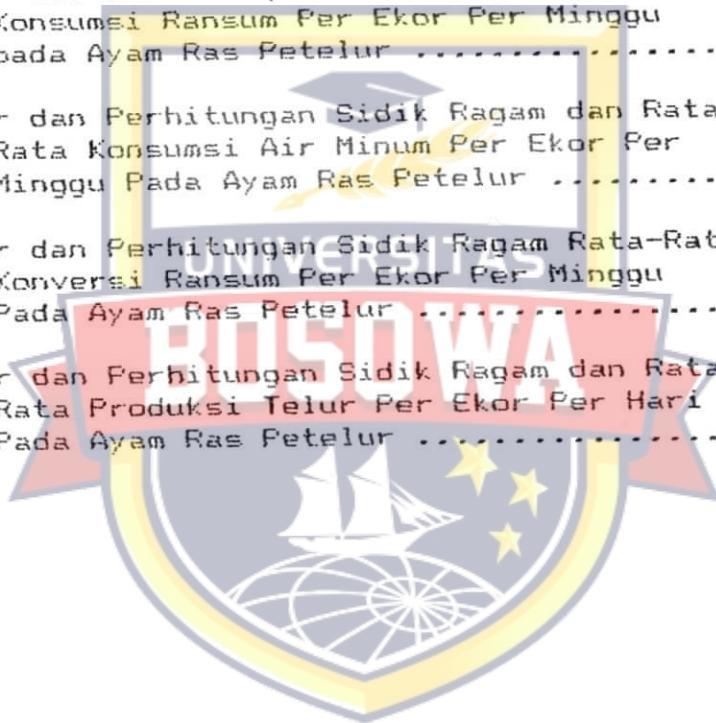 Konsumsi Ransum Per Ekor Per Minggu
pada Ayam Ras Petelur ..................
r dan Perhitungan Sidik Ragam dan Rata
Rata Konsumsi Air Minum Per Ekor Per
Minggu Pada Ayam Ras Petelur ...........
r dan Perhitungan Sidik Ragam Rata-Rat
Konversi Ransum Per Ekor Per Minggu
Pada Ayam Ras Petelur ..................
r dan Perhitungan Sidik Ragam dan Rata
Rata Produksi Telur Per Ekor Per Hari
Pada Ayam Ras Petelur ..................
UNIVERSITAS
BOSOWA